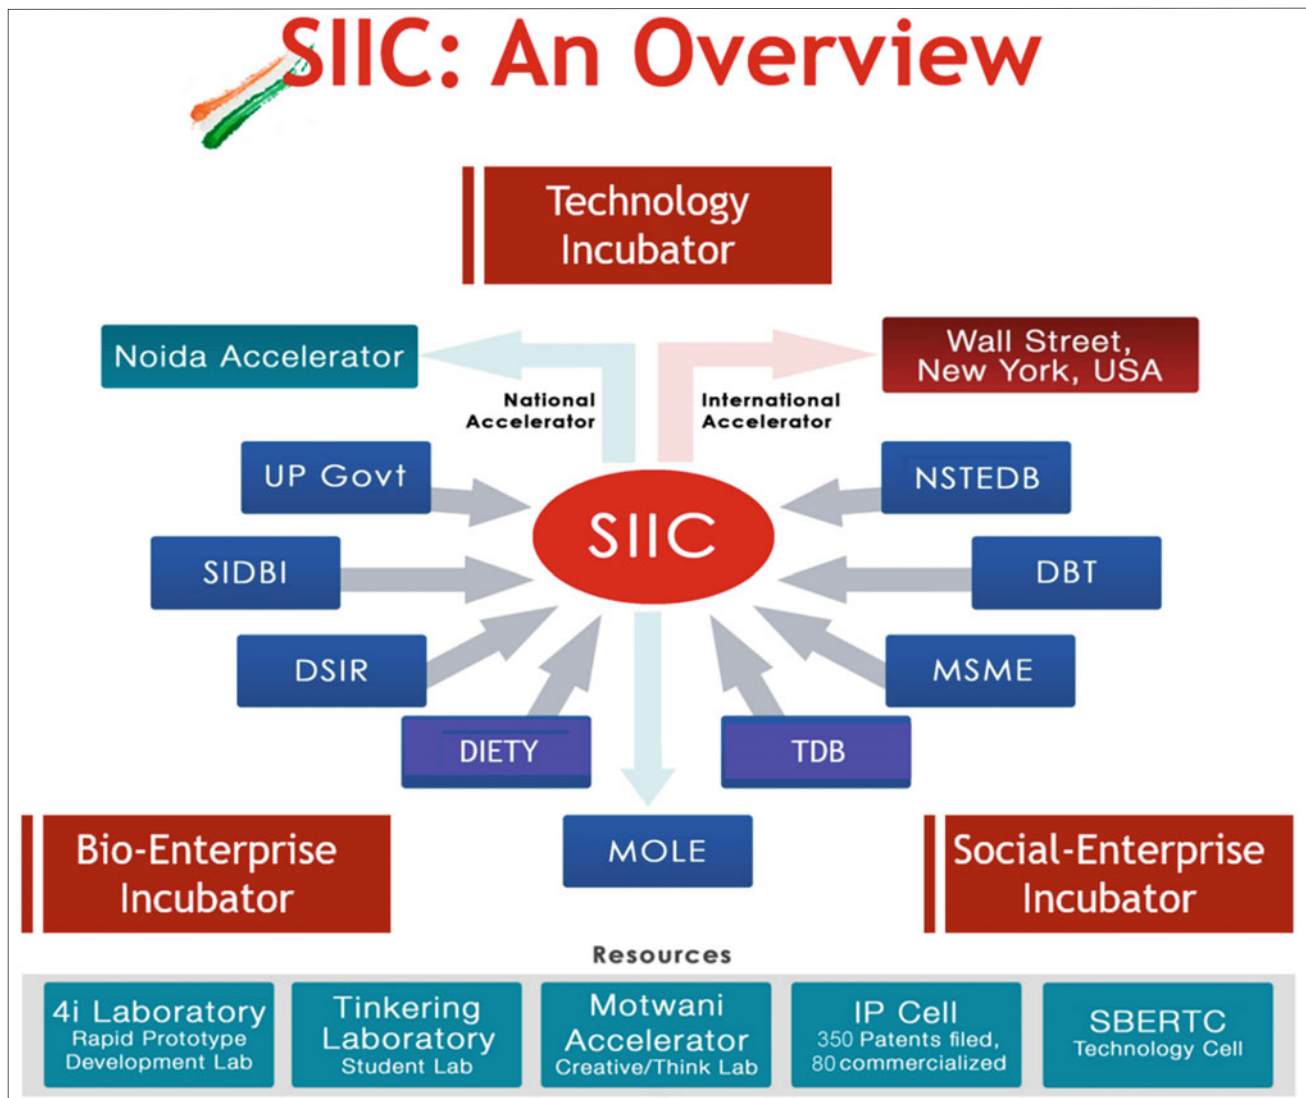 SIIC: An Overview
Technology
Incubator
Noida Accelerator
Wall Street,
New York, USA
National
Accelerator
International
Accelerator
UP Govt
NSTEDB
SIIC
SIDBI
DBT
DSIR
MSME
DIETY
TDB
Bio-Enterprise
Incubator
MOLE
Social-Enterprise
Incubator
Resources
4i Laboratory
Rapid Prototype
Development Lab
Tinkering
Laboratory
Student Lab
Motwani
Accelerator
Creative/Think Lab
IP Cell
350 Patents filed,
80 commercialized
SBERTC
Technology Cell